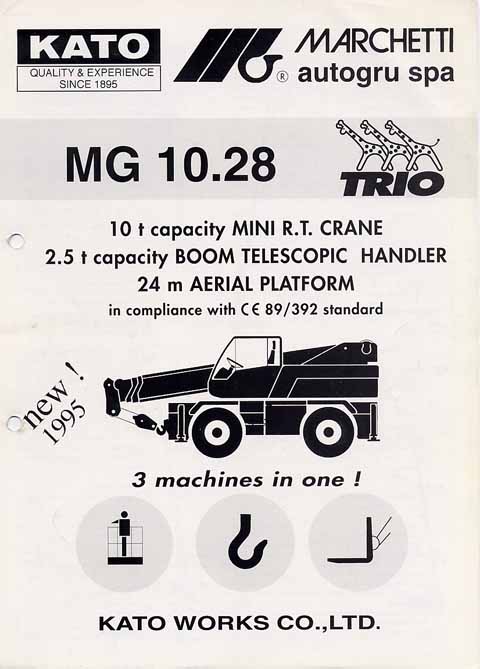 KATO
QUALITY & EXPERIENCE
SINCE 1895
®
MARCHETTI
autogru spa
MG 10.28
TRIO
10 t capacity MINI R.T. CRANE
2.5 t capacity BOOM TELESCOPIC HANDLER
24 m AERIAL PLATFORM
in compliance with CE 89/392 standard
new !
1995
3 machines in one !
KATO WORKS CO.,LTD.